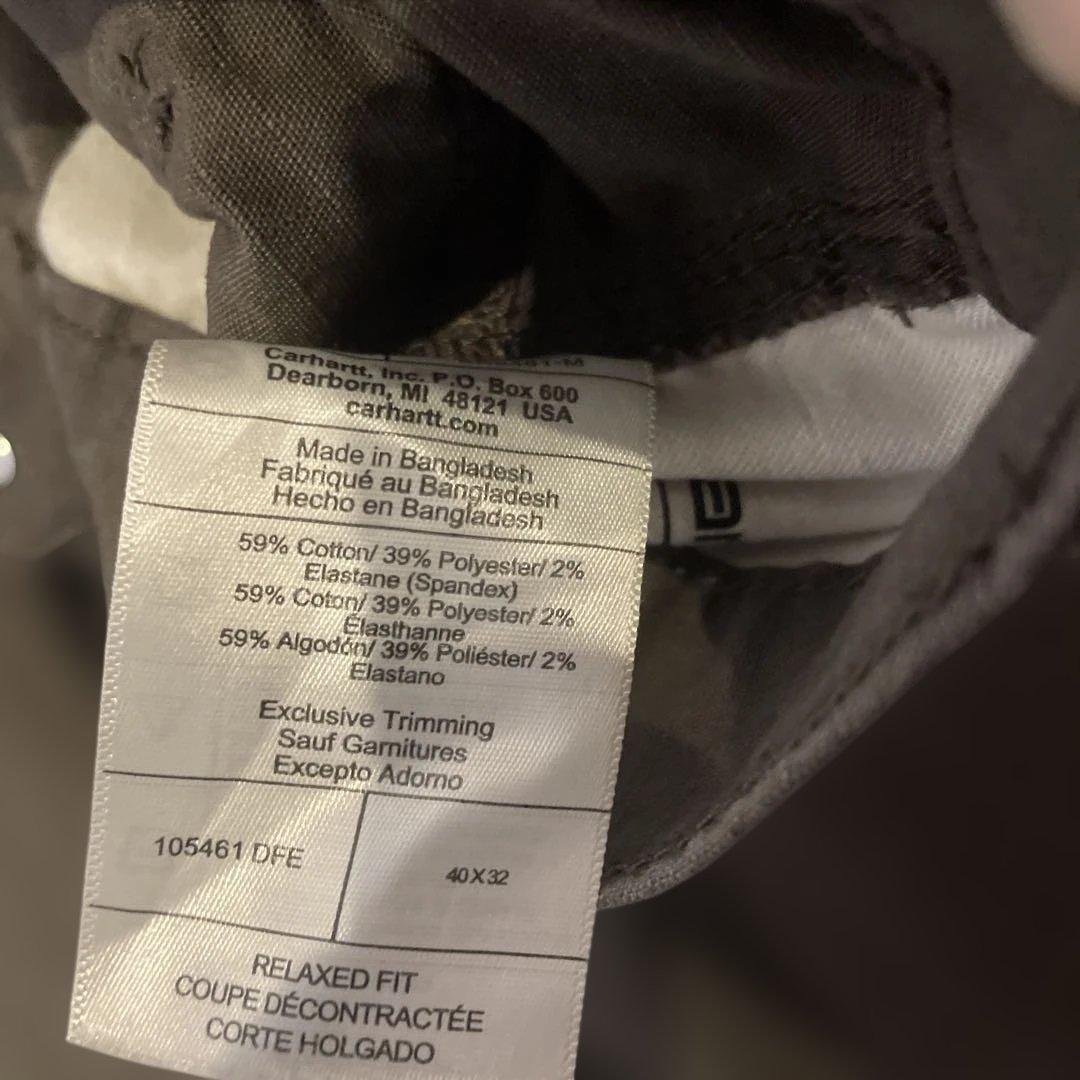 Carhartt, Inc. P.O. Box 600
Dearborn, MI 48121 USA
carhartt.com
Made in Bangladesh
Fabriqué au Bangladesh
Hecho en Bangladesh
59% Cotton/ 39% Polyester/ 2%
Elastane (Spandex)
59% Coton/ 39% Polyester/ 2%
Élasthanne
59% Algodón/ 39% Poliéster/ 2%
Elastano
Exclusive Trimming
Sauf Garnitures
Excepto Adorno
105461 DFE
40X32
RELAXED FIT
COUPE DÉCONTRACTÉE
CORTE HOLGADO